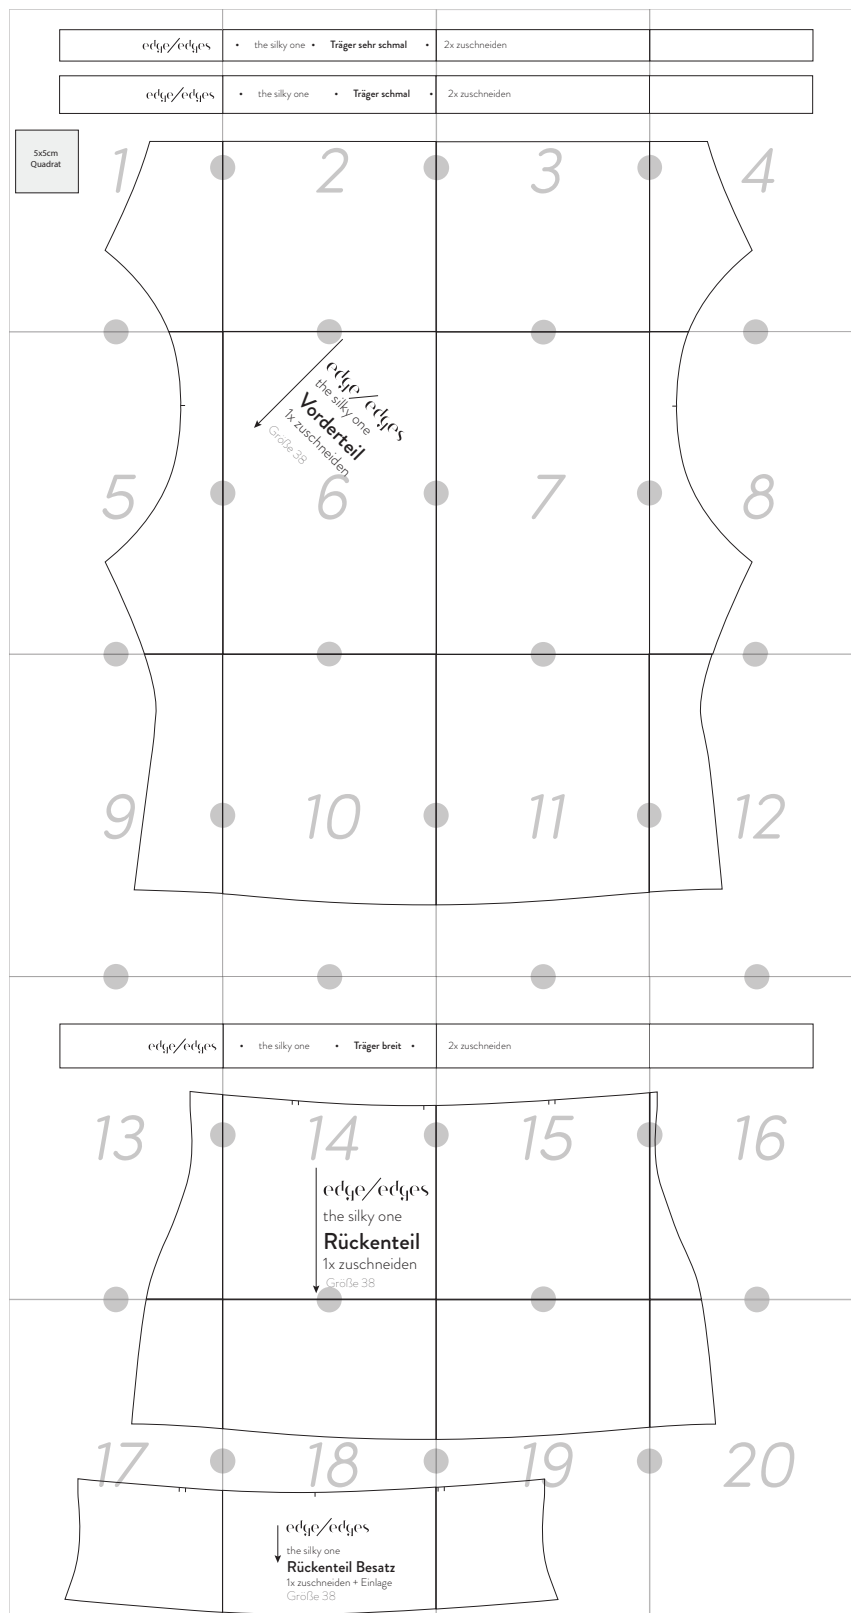 edge/edges • the silky one • Träger sehr schmal • 2x zuschneiden
edge/edges • the silky one • Träger schmal • 2x zuschneiden
5x5cm
Quadrat
1 2 3 4
edge/edges
the silky one
Vorderteil
1x zuschneiden
Größe 38
5 6 7 8
9 10 11 12
edge/edges • the silky one • Träger breit • 2x zuschneiden
13 14 15 16
edge/edges
the silky one
Rückenteil
1x zuschneiden
Größe 38
17 18 19 20
edge/edges
the silky one
Rückenteil Besatz
1x zuschneiden + Einlage
Größe 38